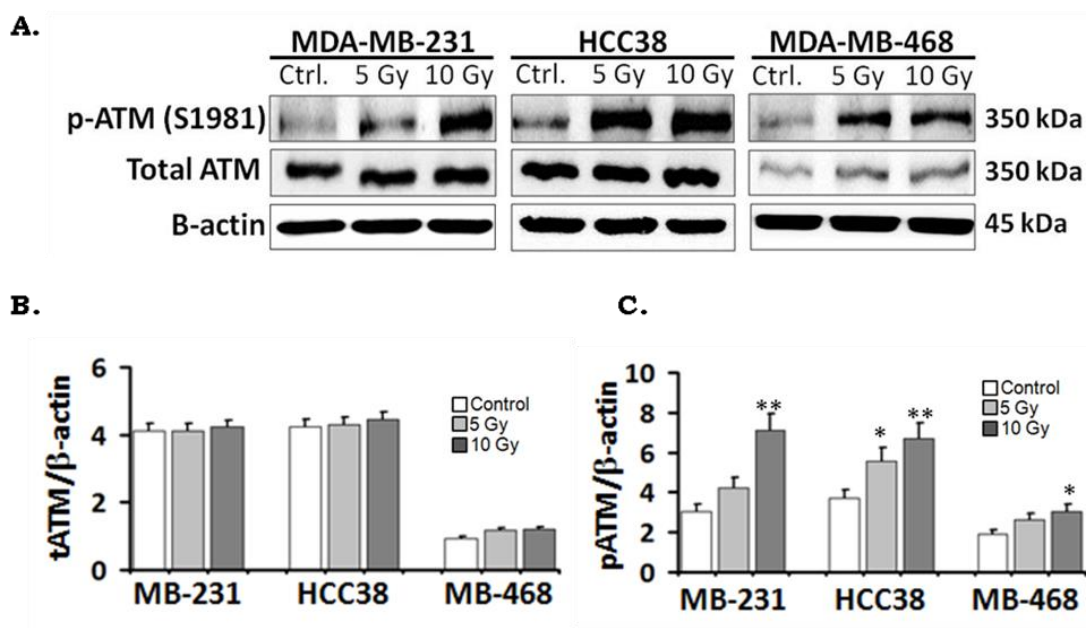 A.
MDA-MB-231 HCC38 MDA-MB-468
Ctrl. 5 Gy 10 Gy Ctrl. 5 Gy 10 Gy Ctrl. 5 Gy 10 Gy
p-ATM (S1981) 350 kDa
Total ATM 350 kDa
B-actin 45 kDa
B.
tATM/β-actin
6
4
2
0
Control
5 Gy
10 Gy
MB-231 HCC38 MB-468
C.
pATM/β-actin
10
8
6
4
2
0
** * ** *
Control
5 Gy
10 Gy
MB-231 HCC38 MB-468